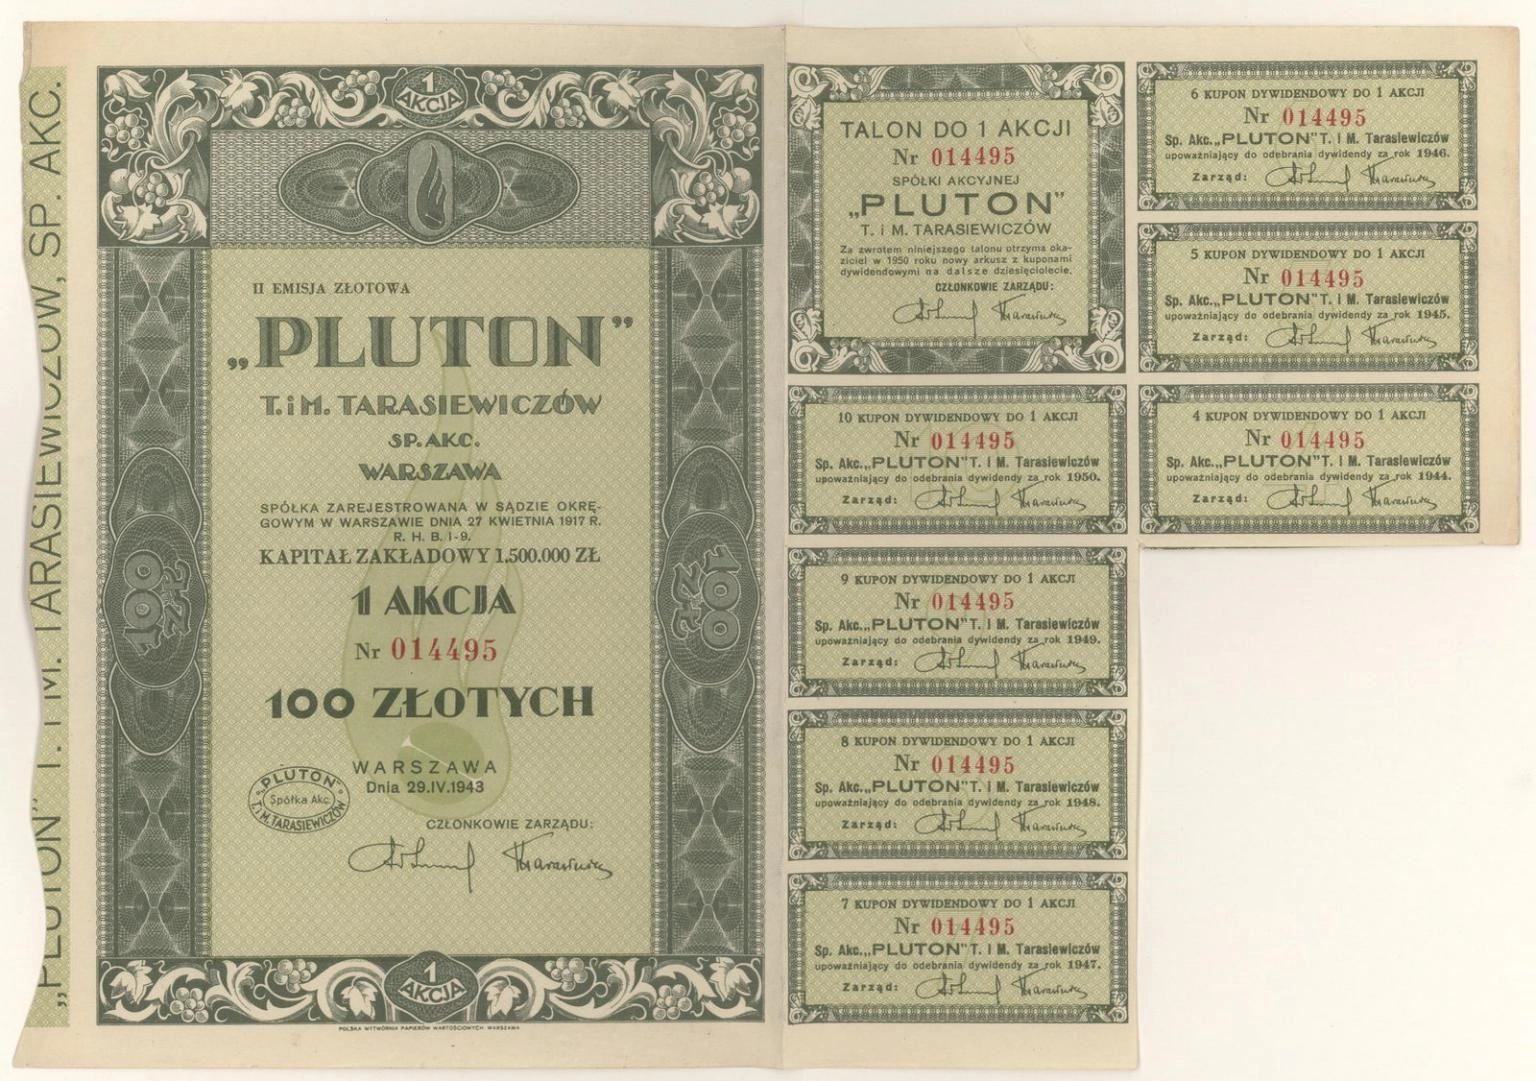 „PLUTON” T. i M. TARASIEWICZÓW, SP. AKC.
1
AKCJA
II EMISJA ZŁOTOWA
„PLUTON”
T. i M. TARASIEWICZÓW
SP. AKC.
WARSZAWA
SPÓŁKA ZAREJESTROWANA W SĄDZIE OKRĘ-
GOWYM W WARSZAWIE DNIA 27 KWIETNIA 1917 R.
R. H. B. I-9.
KAPITAŁ ZAKŁADOWY 1.500.000 ZŁ
1 AKCJA
Nr 014495
100 ZŁOTYCH
100 ZŁ
100 ZŁ
WARSZAWA
Dnia 29.IV.1943
„PLUTON”
Spółka Akc.
T. i M. TARASIEWICZÓW
CZŁONKOWIE ZARZĄDU:
1
AKCJA
POLSKA WYTWÓRNIA PAPIERÓW WARTOŚCIOWYCH WARSZAWA
TALON DO 1 AKCJI
Nr 014495
SPÓŁKI AKCYJNEJ
„PLUTON”
T. i M. TARASIEWICZÓW
Za zwrotem niniejszego talonu otrzyma oka-
ziciel w 1950 roku nowy arkusz z kuponami
dywidendowymi na dalsze dziesięciolecie.
CZŁONKOWIE ZARZĄDU:
10 KUPON DYWIDENDOWY DO 1 AKCJI
Nr 014495
Sp. Akc. „PLUTON” T. i M. Tarasiewiczów
upoważniający do odebrania dywidendy za rok 1950.
Zarząd:
9 KUPON DYWIDENDOWY DO 1 AKCJI
Nr 014495
Sp. Akc. „PLUTON” T. i M. Tarasiewiczów
upoważniający do odebrania dywidendy za rok 1949.
Zarząd:
8 KUPON DYWIDENDOWY DO 1 AKCJI
Nr 014495
Sp. Akc. „PLUTON” T. i M. Tarasiewiczów
upoważniający do odebrania dywidendy za rok 1948.
Zarząd:
7 KUPON DYWIDENDOWY DO 1 AKCJI
Nr 014495
Sp. Akc. „PLUTON” T. i M. Tarasiewiczów
upoważniający do odebrania dywidendy za rok 1947.
Zarząd:
6 KUPON DYWIDENDOWY DO 1 AKCJI
Nr 014495
Sp. Akc. „PLUTON” T. i M. Tarasiewiczów
upoważniający do odebrania dywidendy za rok 1946.
Zarząd:
5 KUPON DYWIDENDOWY DO 1 AKCJI
Nr 014495
Sp. Akc. „PLUTON” T. i M. Tarasiewiczów
upoważniający do odebrania dywidendy za rok 1945.
Zarząd:
4 KUPON DYWIDENDOWY DO 1 AKCJI
Nr 014495
Sp. Akc. „PLUTON” T. i M. Tarasiewiczów
upoważniający do odebrania dywidendy za rok 1944.
Zarząd: